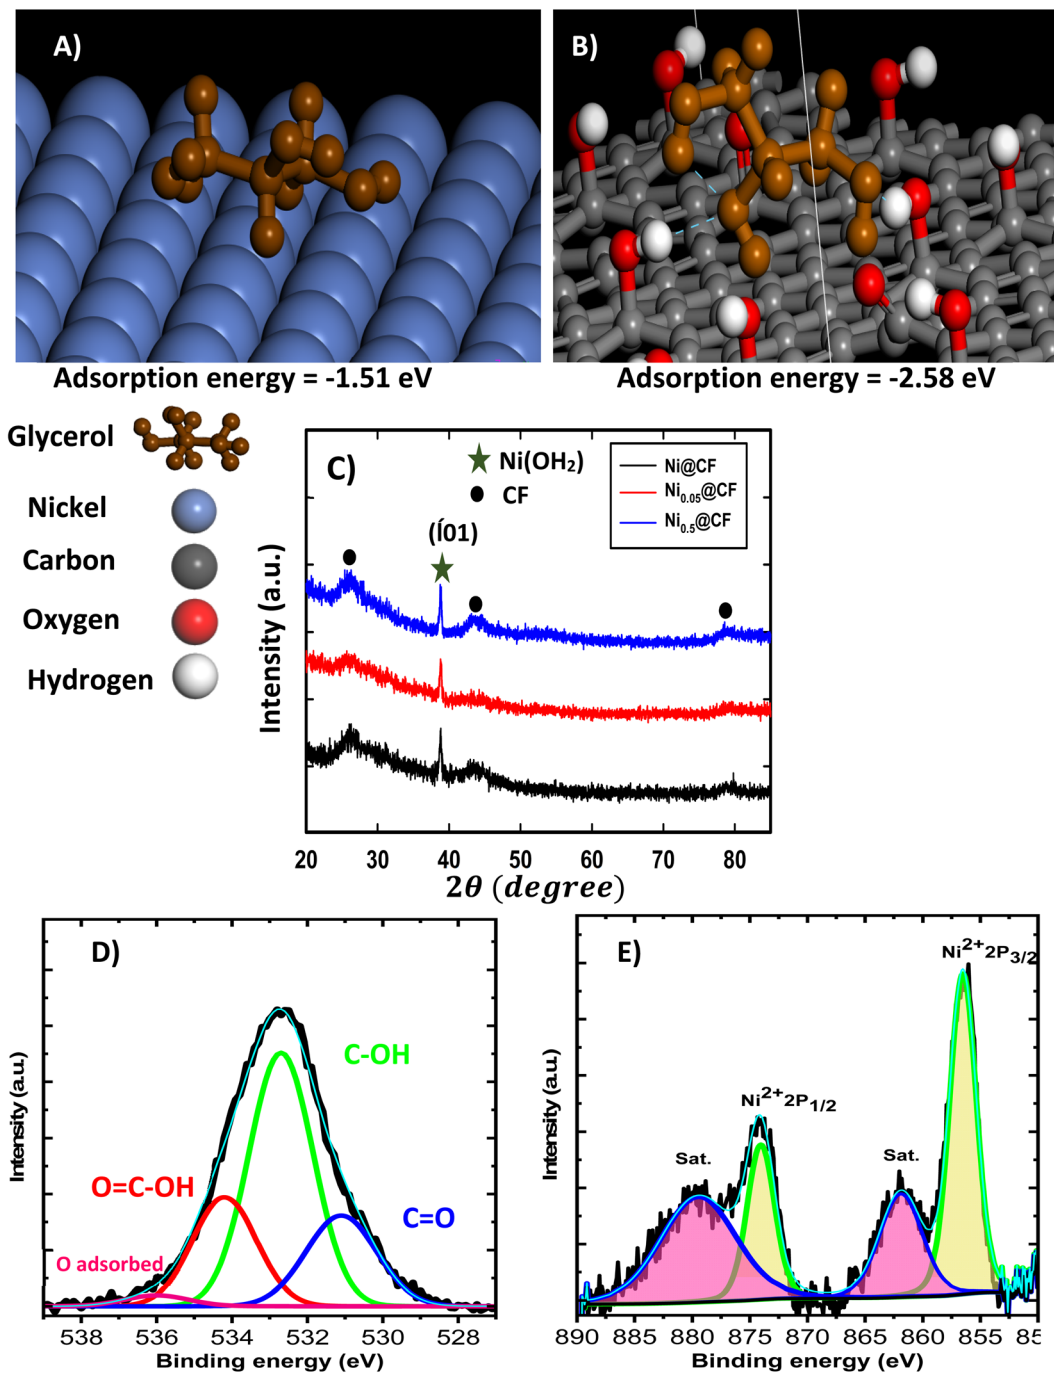 A)
B)
Adsorption energy = -1.51 eV
Adsorption energy = -2.58 eV
Glycerol
Nickel
Carbon
Oxygen
Hydrogen
C)
Ni(OH₂)
CF
(Í01)
Ni@CF
Ni₀.₀₅@CF
Ni₀.₅@CF
Intensity (a.u.)
20 30 40 50 60 70 80
2θ (degree)
D)
C-OH
O=C-OH
C=O
O adsorbed
Intensity (a.u.)
538 536 534 532 530 528
Binding energy (eV)
E)
Ni²⁺2P₃/₂
Ni²⁺2P₁/₂
Sat.
Sat.
Intensity (a.u.)
890 885 880 875 870 865 860 855 85
Binding energy (eV)